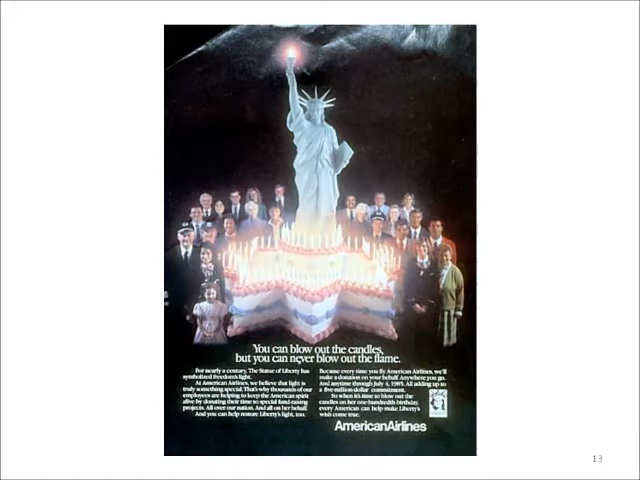 You can blow out the candles,
but you can never blow out the flame.
For nearly a century, The Statue of Liberty has
symbolized freedom's light.
At American Airlines, we believe that light is
truly something special. That's why thousands of our
employees are helping to keep the American spirit
alive by donating their time to special fund-raising
projects. All over our nation. And all on her behalf.
And you can help restore Liberty's light, too.
Because every time you fly American Airlines, we'll
make a donation on your behalf. Anywhere you go.
And anytime through July 4, 1985. All adding up to
a five-million-dollar commitment.
So when it's time to blow out the
candles on her one-hundredth birthday,
every American can help make Liberty's
wish come true.
AmericanAirlines
13